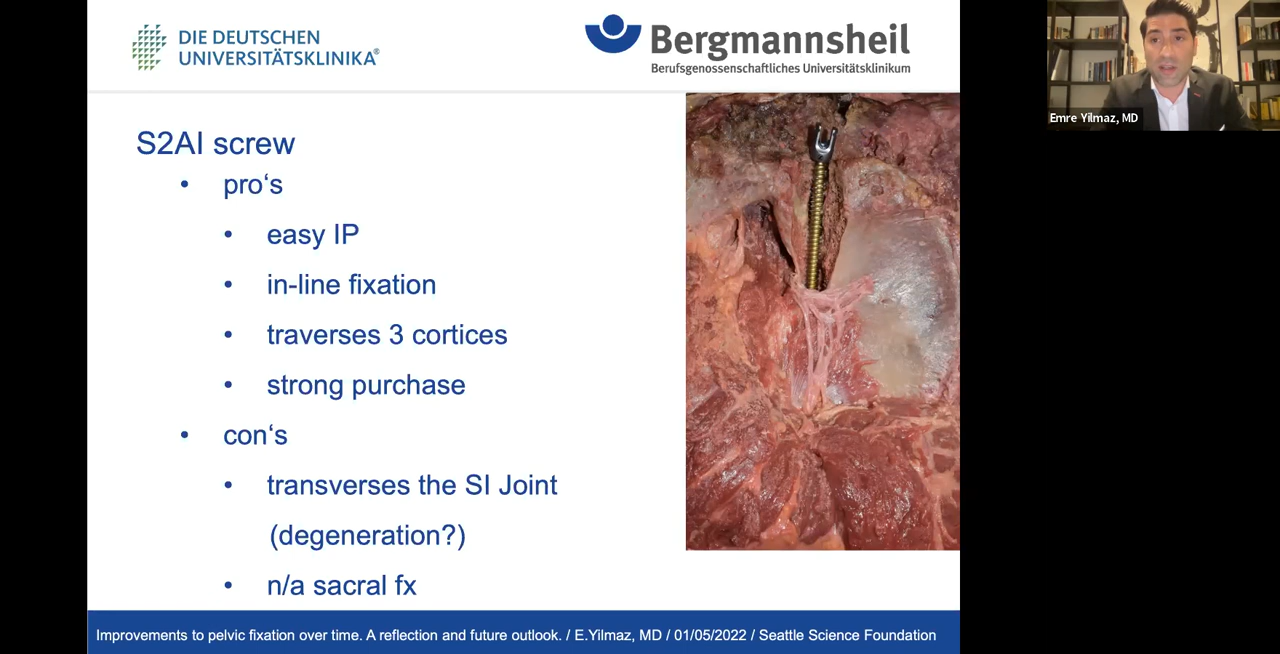 DIE DEUTSCHEN
UNIVERSITÄTSKLINIKA®
Bergmannsheil
Berufsgenossenschaftliches Universitätsklinikum
Emre Yilmaz, MD
S2AI screw
• pro‘s
• easy IP
• in-line fixation
• traverses 3 cortices
• strong purchase
• con‘s
• transverses the SI Joint
(degeneration?)
• n/a sacral fx
Improvements to pelvic fixation over time. A reflection and future outlook. / E.Yilmaz, MD / 01/05/2022 / Seattle Science Foundation